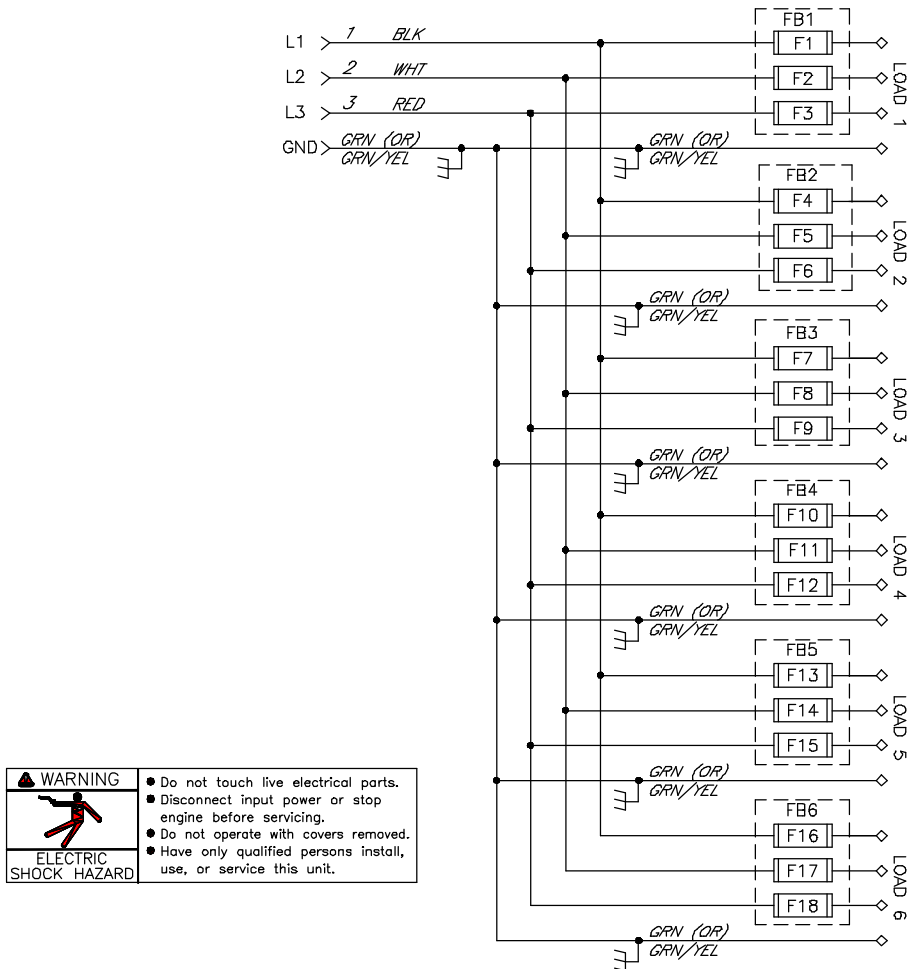 FB1
L1 1 BLK F1
L2 2 WHT F2
L3 3 RED F3
LOAD 1
GND GRN (OR) GRN (OR)
GRN/YEL GRN/YEL
FB2
F4
F5
F6
LOAD 2
GRN (OR)
GRN/YEL
FB3
F7
F8
F9
LOAD 3
GRN (OR)
GRN/YEL
FB4
F10
F11
F12
LOAD 4
GRN (OR)
GRN/YEL
FB5
F13
F14
F15
LOAD 5
GRN (OR)
GRN/YEL
FB6
F16
F17
F18
LOAD 6
GRN (OR)
GRN/YEL
WARNING
ELECTRIC
SHOCK HAZARD
● Do not touch live electrical parts.
● Disconnect input power or stop
engine before servicing.
● Do not operate with covers removed.
● Have only qualified persons install,
use, or service this unit.